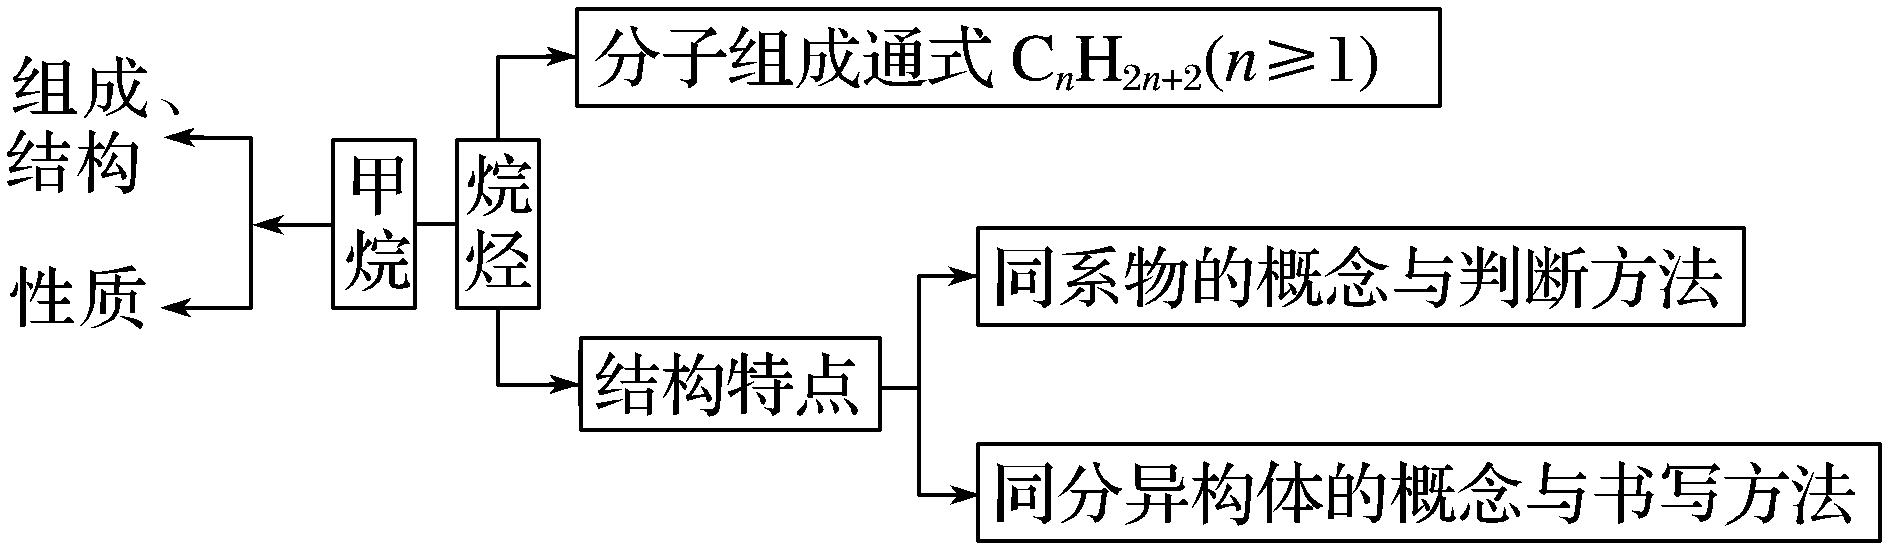 组成、
结构
性质
甲烷
烷烃
分子组成通式 CₙH₂ₙ₊₂(n≥1)
结构特点
同系物的概念与判断方法
同分异构体的概念与书写方法